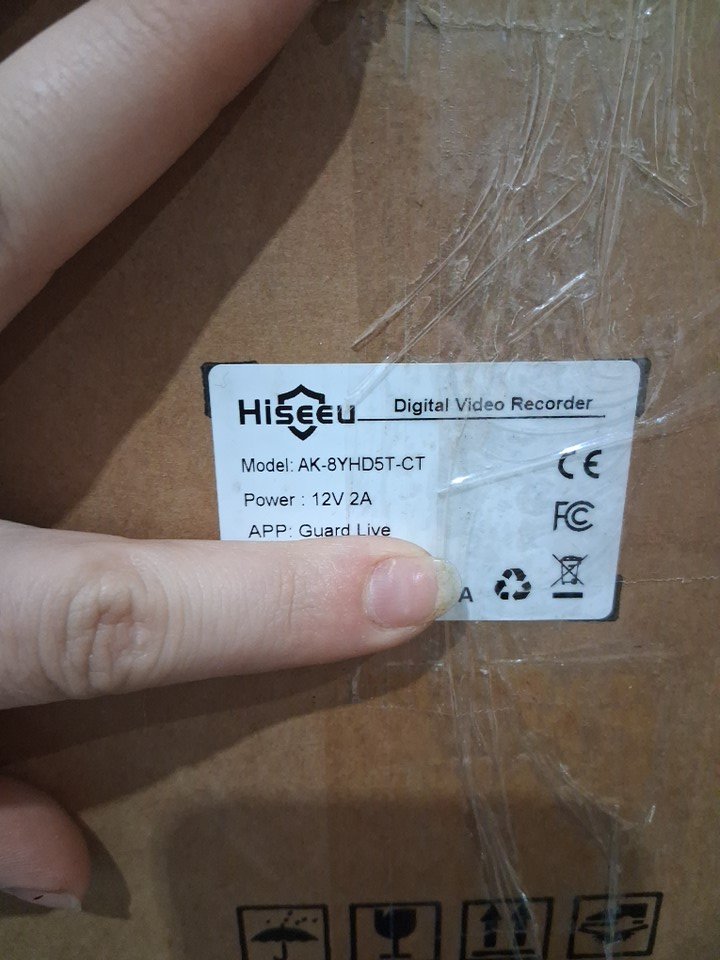 Hiseeu
Digital Video Recorder
Model: AK-8YHD5T-CT
Power : 12V 2A
APP: Guard Live
A
CE
FC